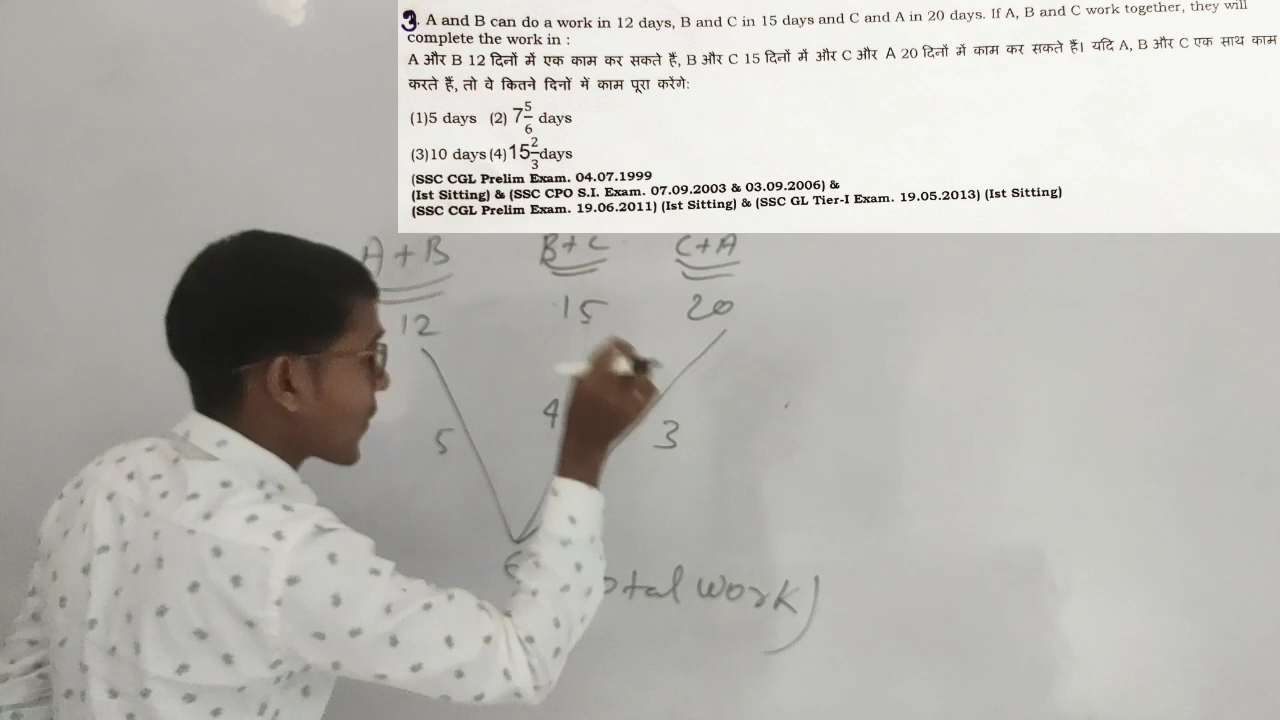 3. A and B can do a work in 12 days, B and C in 15 days and C and A in 20 days. If A, B and C work together, they will
complete the work in :
A और B 12 दिनों में एक काम कर सकते हैं, B और C 15 दिनों में और C और A 20 दिनों में काम कर सकते हैं। यदि A, B और C एक साथ काम
करते हैं, तो वे कितने दिनों में काम पूरा करेंगे:
(1)5 days (2) 7 5/6 days
(3)10 days (4) 15 2/3 days
(SSC CGL Prelim Exam. 04.07.1999
(Ist Sitting) & (SSC CPO S.I. Exam. 07.09.2003 & 03.09.2006) &
(SSC CGL Prelim Exam. 19.06.2011) (Ist Sitting) & (SSC GL Tier-I Exam. 19.05.2013) (Ist Sitting)
A+B B+C C+A
12 15 20
5 4 3
work)